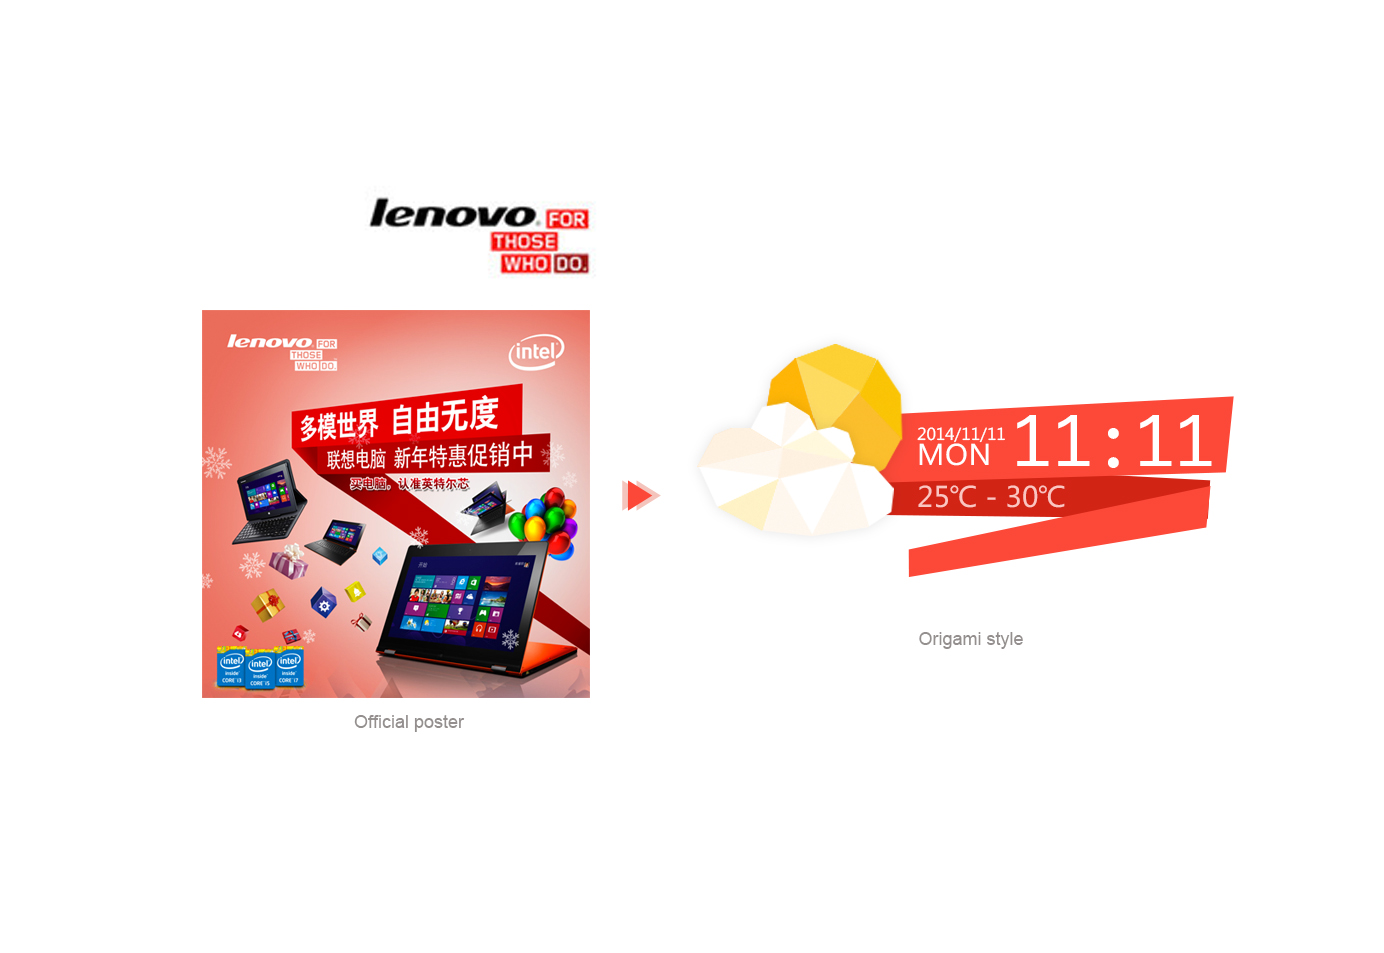 lenovo FOR
THOSE
WHO DO.
lenovo FOR
THOSE
WHO DO.
intel
多模世界 自由无度
联想电脑 新年特惠促销中
买电脑，认准英特尔芯
开始
intel
inside
CORE i3
intel
inside
CORE i5
intel
inside
CORE i7
Official poster
2014/11/11
MON
11:11
25℃ - 30℃
Origami style